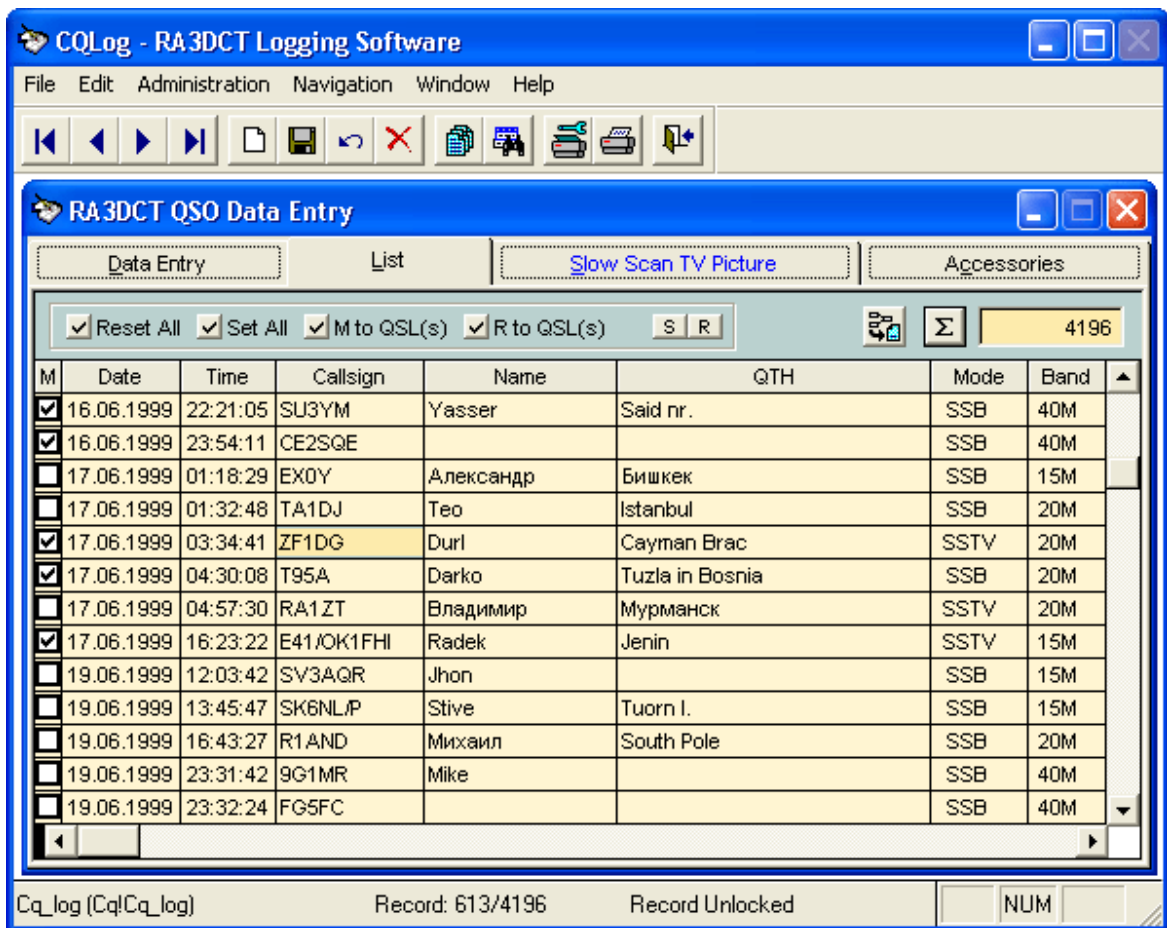 CQLog - RA3DCT Logging Software
File Edit Administration Navigation Window Help
RA3DCT QSO Data Entry
Data Entry List Slow Scan TV Picture Accessories
Reset All Set All M to QSL(s) R to QSL(s) S R Σ 4196
M Date Time Callsign Name QTH Mode Band
16.06.1999 22:21:05 SU3YM Yasser Said nr. SSB 40M
16.06.1999 23:54:11 CE2SQE SSB 40M
17.06.1999 01:18:29 EX0Y Александр Бишкек SSB 15M
17.06.1999 01:32:48 TA1DJ Teo Istanbul SSB 20M
17.06.1999 03:34:41 ZF1DG Durl Cayman Brac SSTV 20M
17.06.1999 04:30:08 T95A Darko Tuzla in Bosnia SSB 20M
17.06.1999 04:57:30 RA1ZT Владимир Мурманск SSTV 20M
17.06.1999 16:23:22 E41/OK1FHI Radek Jenin SSTV 15M
19.06.1999 12:03:42 SV3AQR Jhon SSB 15M
19.06.1999 13:45:47 SK6NL/P Stive Tuorn I. SSB 15M
19.06.1999 16:43:27 R1AND Михаил South Pole SSB 20M
19.06.1999 23:31:42 9G1MR Mike SSB 40M
19.06.1999 23:32:24 FG5FC SSB 40M
Cq_log (Cq!Cq_log) Record: 613/4196 Record Unlocked NUM